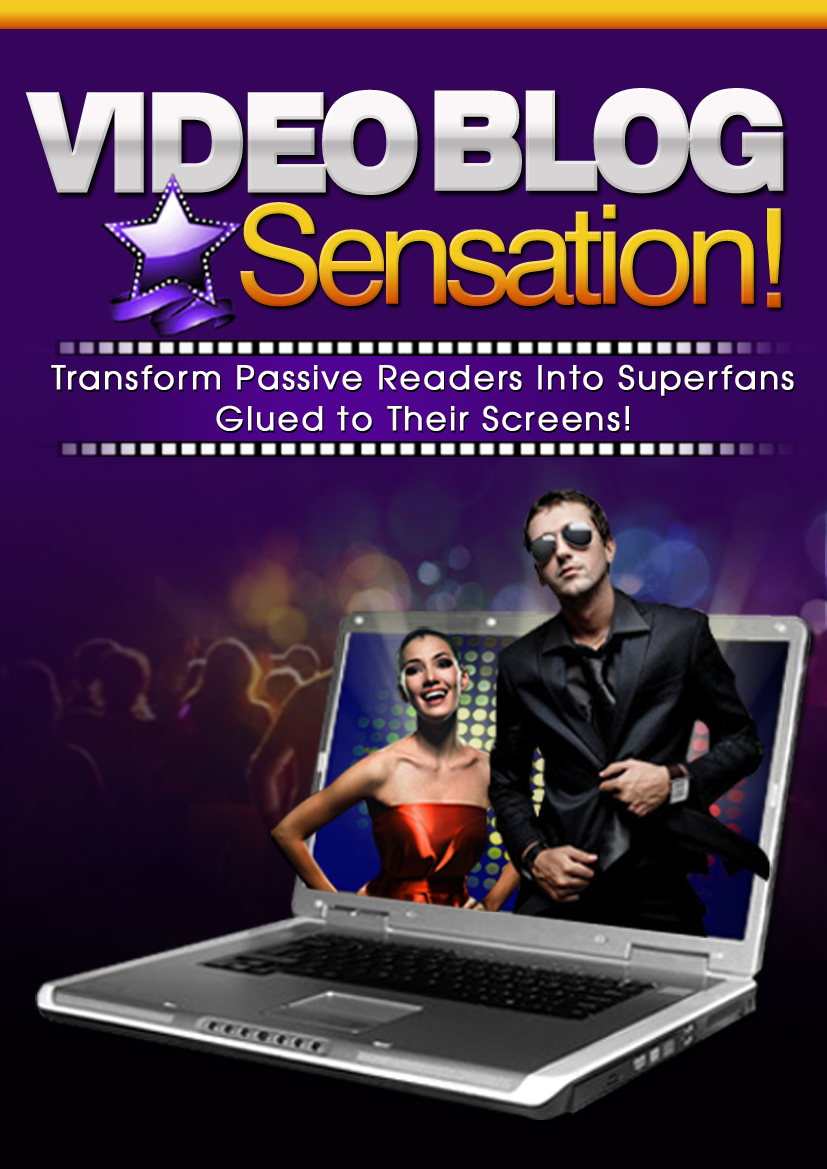 VIDEO BLOG
Sensation!
Transform Passive Readers Into Superfans
Glued to Their Screens!